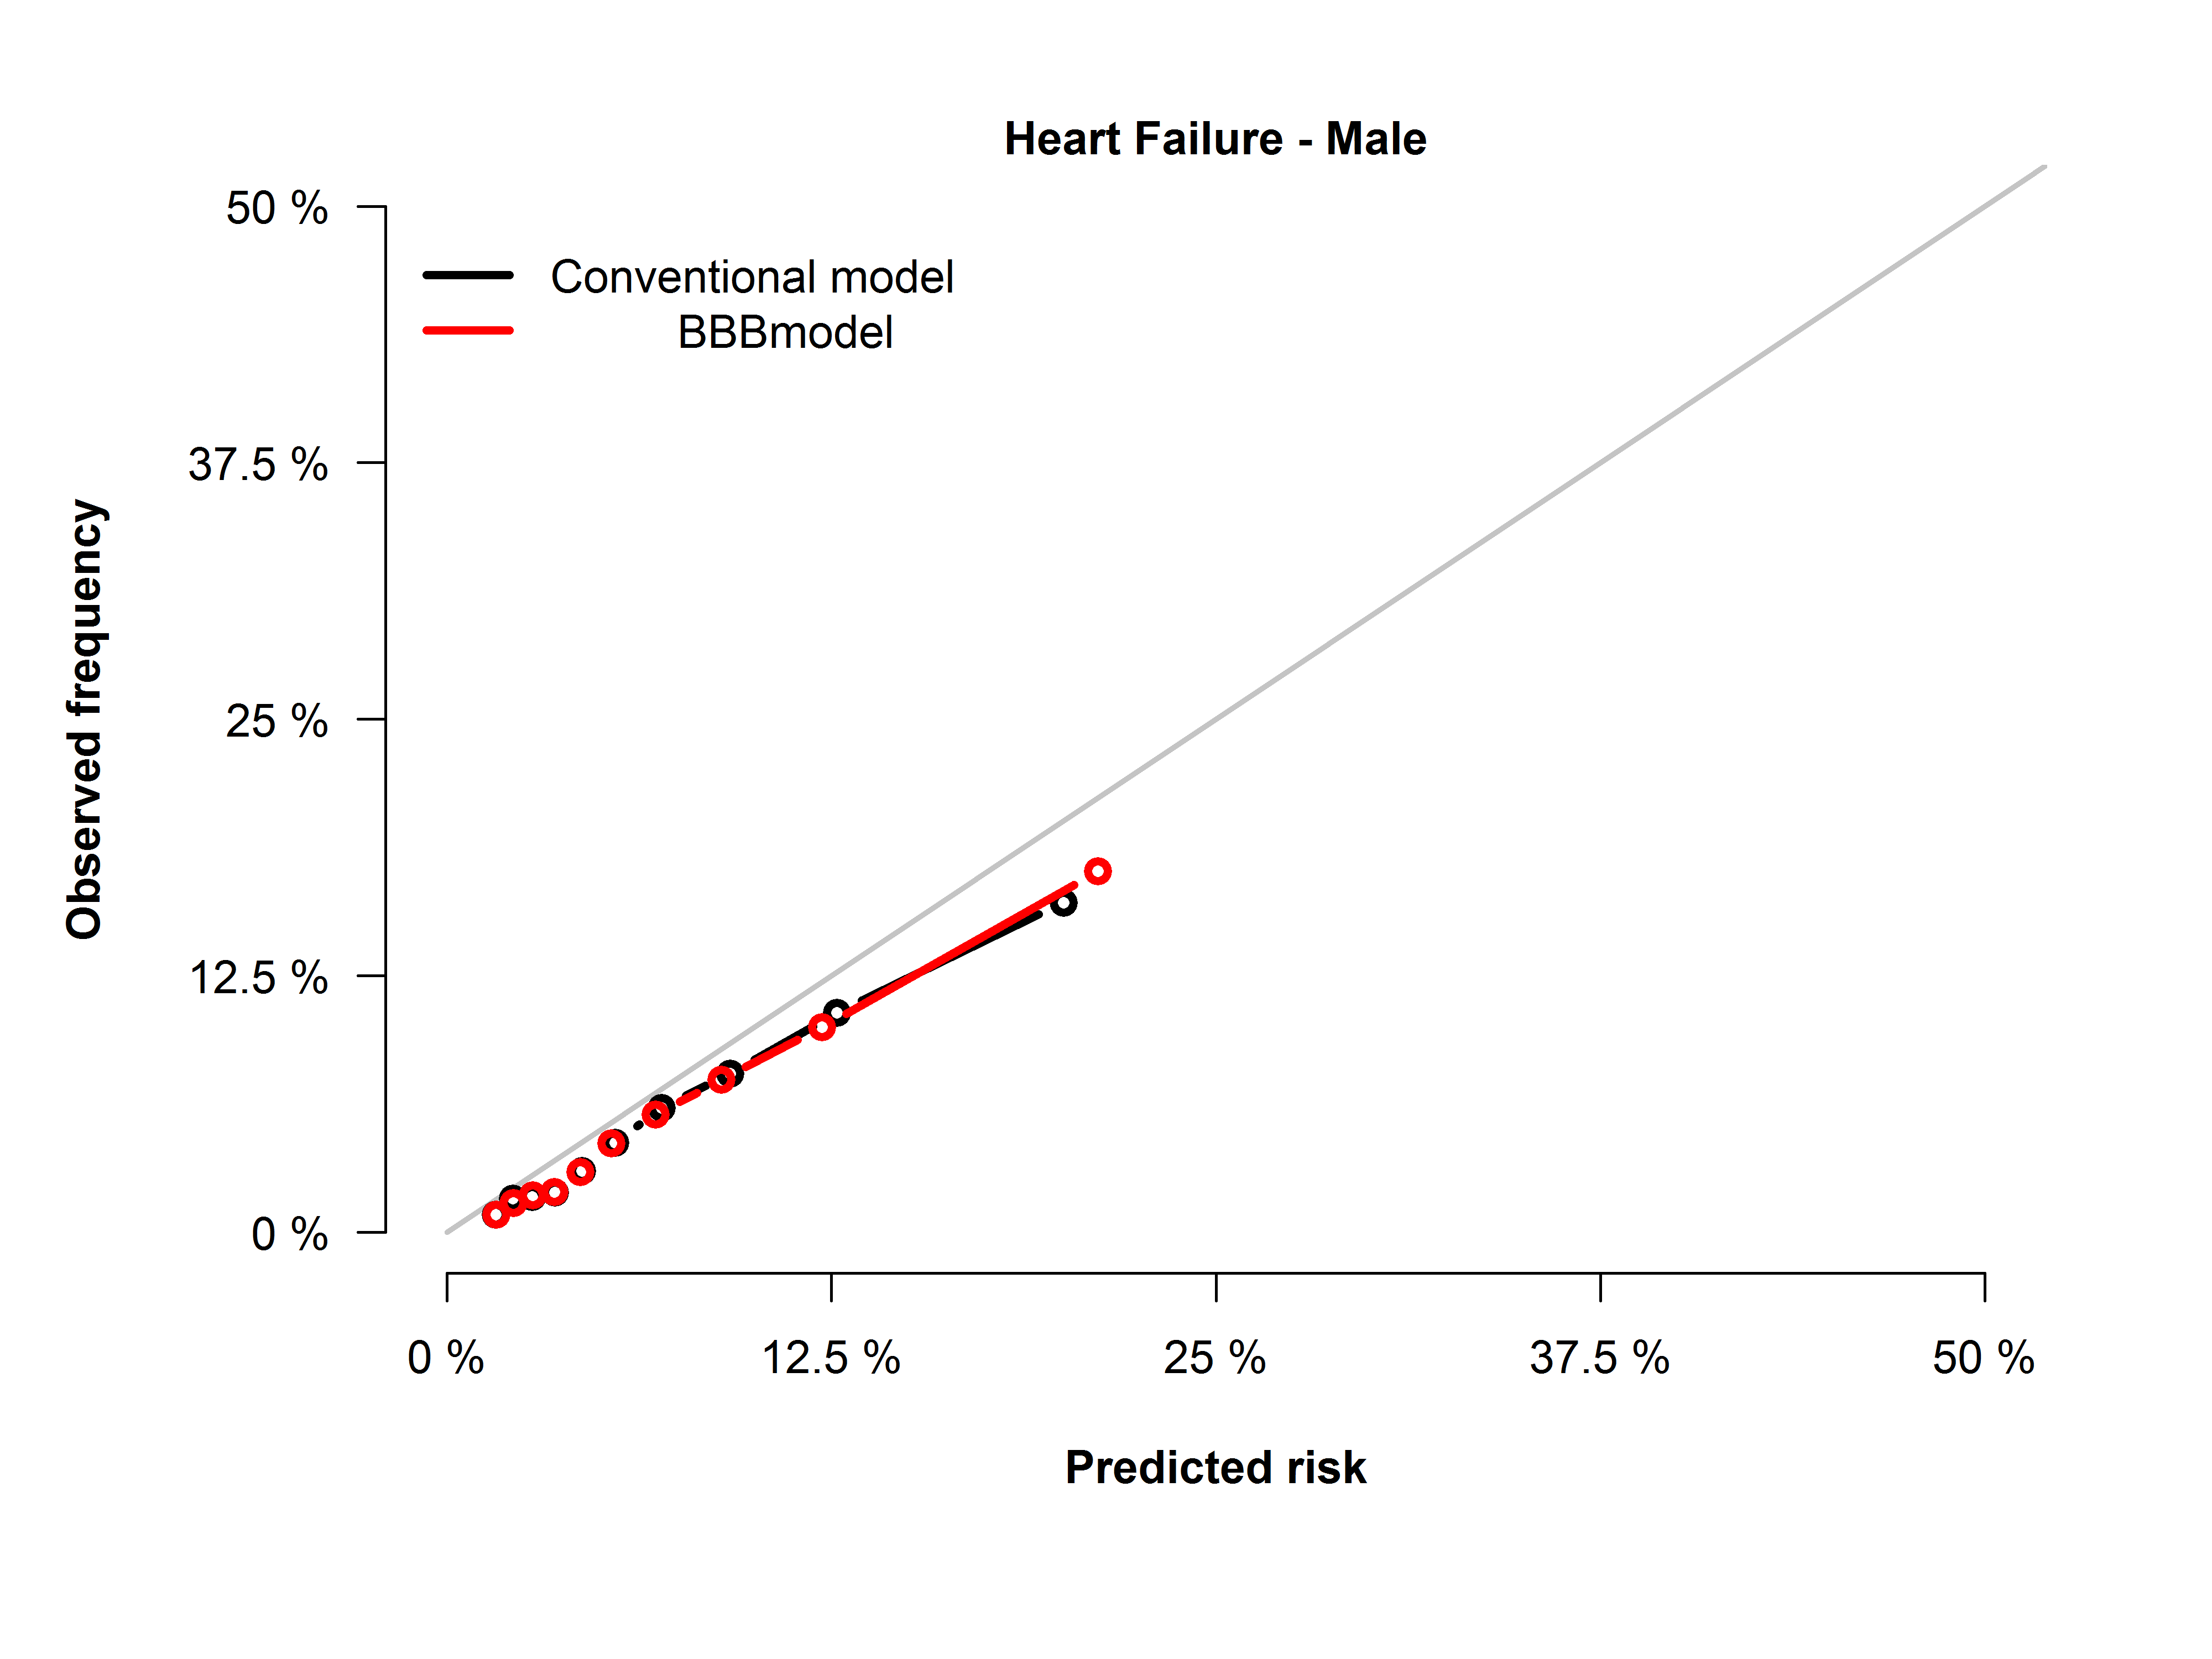 Heart Failure - Male
50 %
37.5 %
25 %
12.5 %
0 %
Observed frequency
Conventional model
BBBmodel
0 %
12.5 %
25 %
37.5 %
50 %
Predicted risk